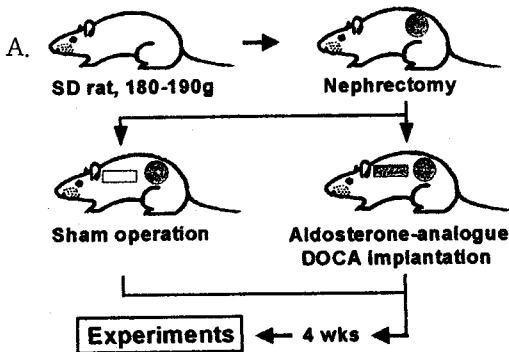 A.
SD rat, 180-190g
Nephrectomy
Sham operation
Aldosterone-analogue
DOCA implantation
Experiments
4 wks